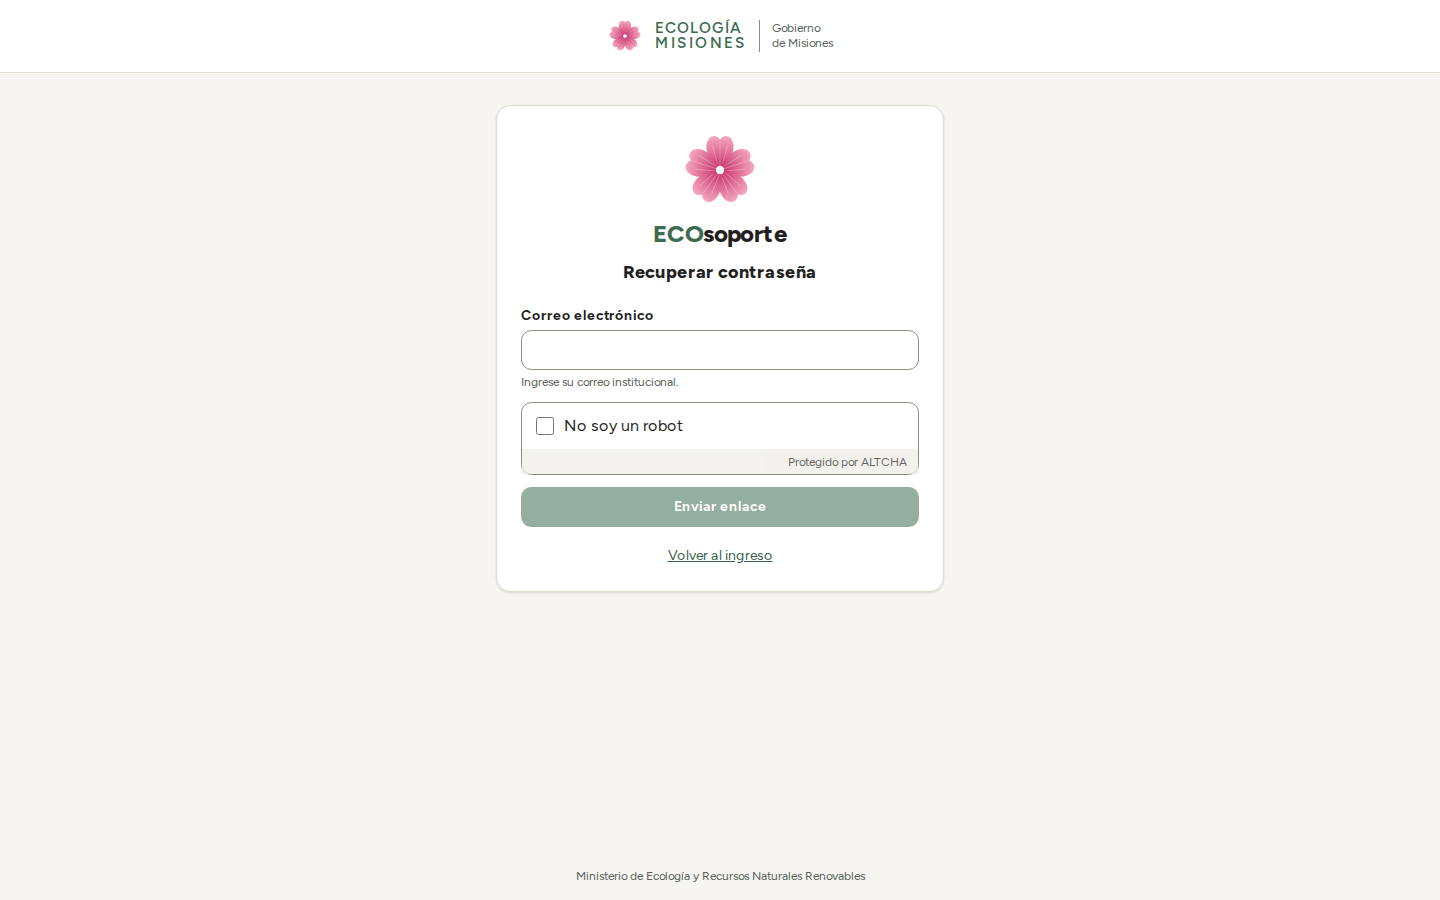 ECOLOGÍA
MISIONES
Gobierno
de Misiones
ECOsoporte
Recuperar contraseña
Correo electrónico
Ingrese su correo institucional.
No soy un robot
Protegido por ALTCHA
Enviar enlace
Volver al ingreso
Ministerio de Ecología y Recursos Naturales Renovables